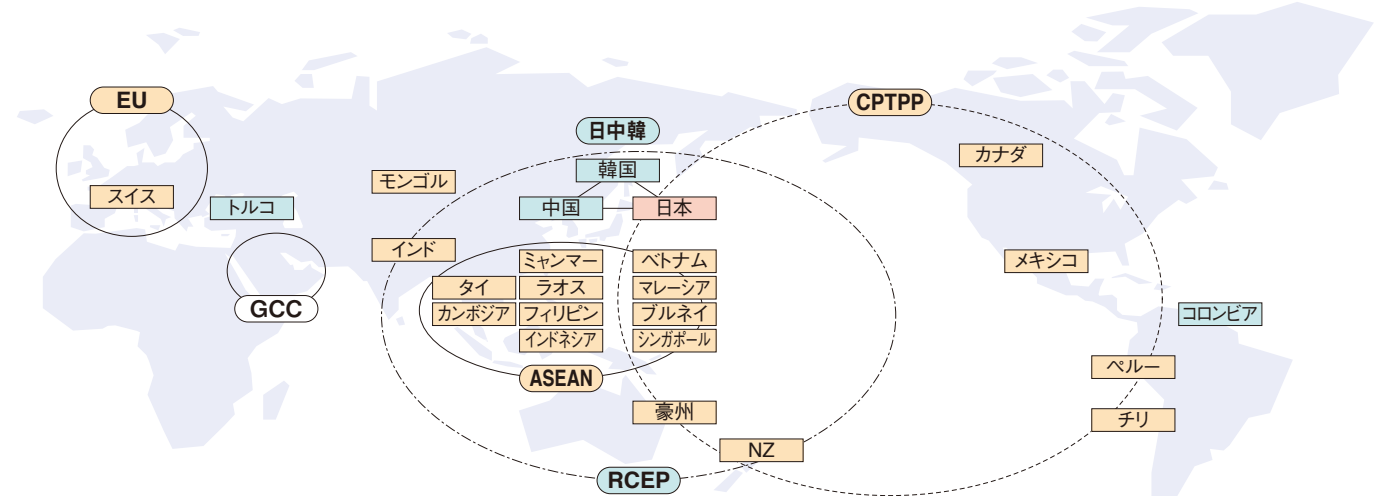 EU
CPTPP
日中韓
カナダ
韓国
モンゴル
スイス
トルコ
中国
日本
インド
ミャンマー
ベトナム
メキシコ
タイ
ラオス
マレーシア
GCC
カンボジア
フィリピン
ブルネイ
コロンビア
インドネシア
シンガポール
ペルー
ASEAN
豪州
チリ
NZ
RCEP